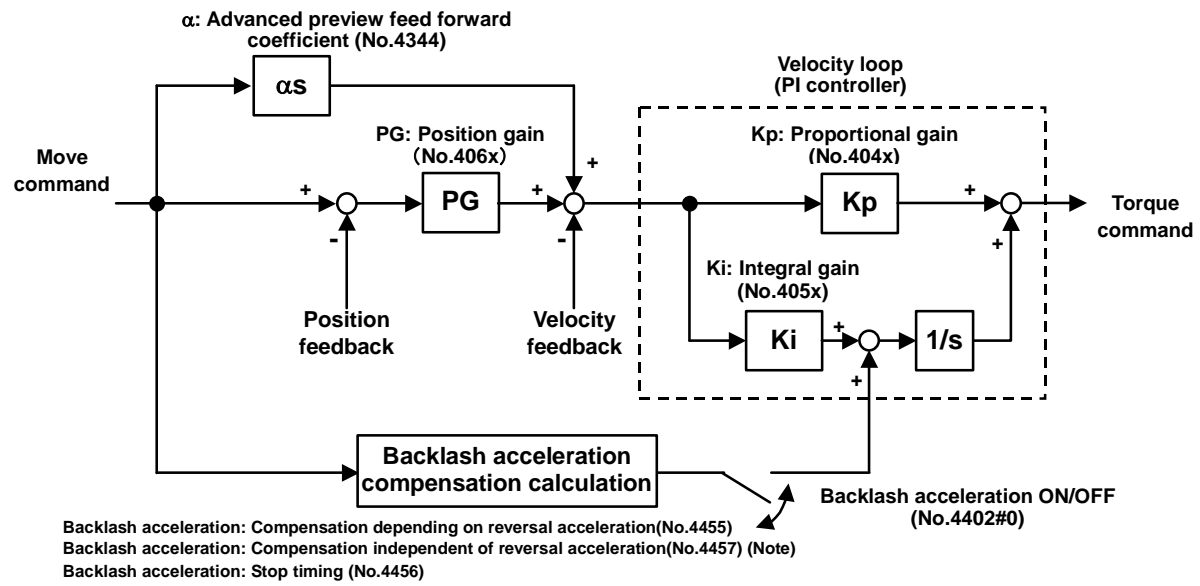 α: Advanced preview feed forward
coefficient (No.4344)
αs
Velocity loop
(PI controller)
PG: Position gain
(No.406x)
Kp: Proportional gain
(No.404x)
Move
command
+
+
+
+
PG
Kp
Torque
command
-
-
+
Ki: Integral gain
(No.405x)
Position
feedback
Velocity
feedback
Ki
+
1/s
+
Backlash acceleration
compensation calculation
Backlash acceleration ON/OFF
(No.4402#0)
Backlash acceleration: Compensation depending on reversal acceleration(No.4455)
Backlash acceleration: Compensation independent of reversal acceleration(No.4457) (Note)
Backlash acceleration: Stop timing (No.4456)